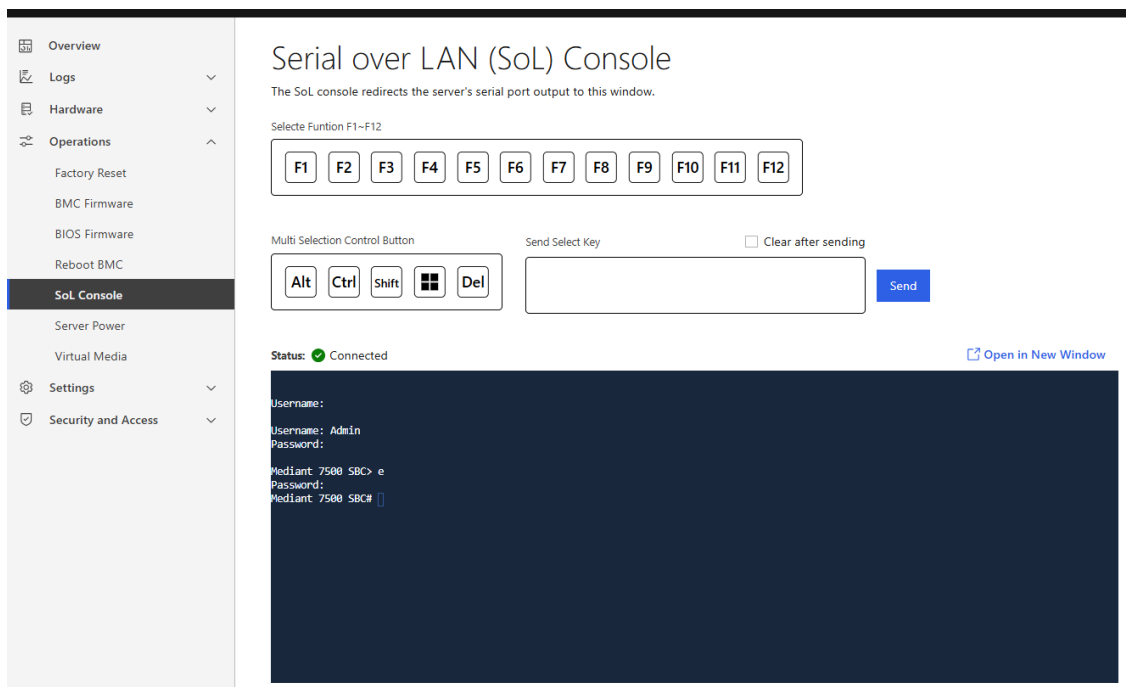 Overview
Logs
Hardware
Operations
Factory Reset
BMC Firmware
BIOS Firmware
Reboot BMC
SoL Console
Server Power
Virtual Media
Settings
Security and Access
Serial over LAN (SoL) Console
The SoL console redirects the server's serial port output to this window.
Selecte Funtion F1~F12
F1 F2 F3 F4 F5 F6 F7 F8 F9 F10 F11 F12
Multi Selection Control Button
Alt Ctrl Shift Del
Send Select Key
Clear after sending
Send
Status: Connected
Open in New Window
Username:
Username: Admin
Password:
Mediant 7500 SBC> e
Password:
Mediant 7500 SBC#